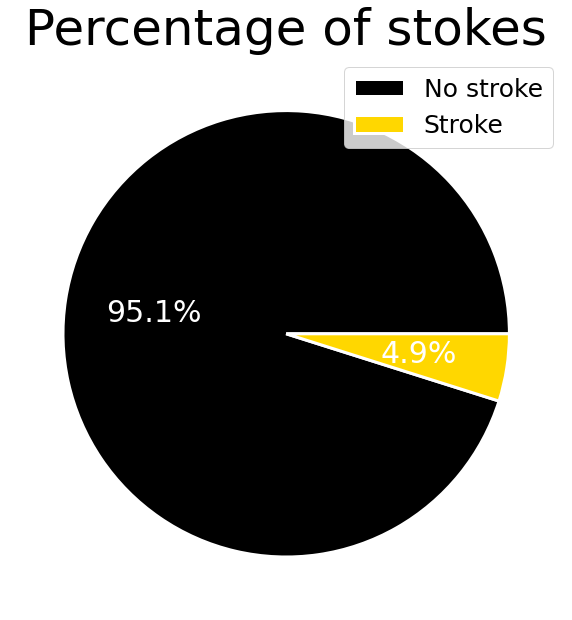 Percentage of stokes
No stroke
Stroke
95.1%
4.9%